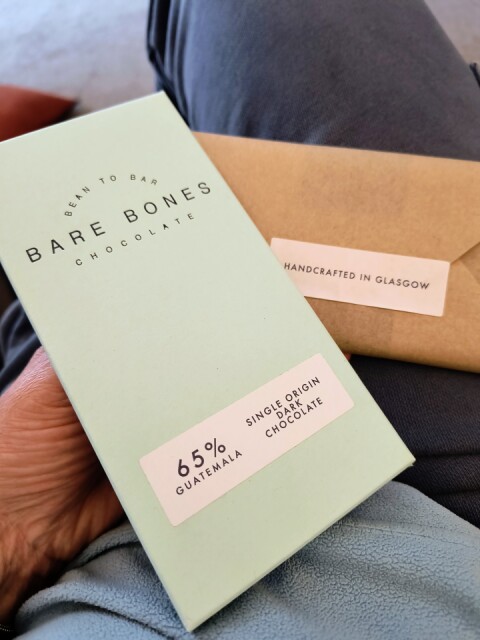 BEAN TO BAR
BARE BONES
CHOCOLATE
HANDCRAFTED IN GLASGOW
65%
GUATEMALA
SINGLE ORIGIN
DARK
CHOCOLATE